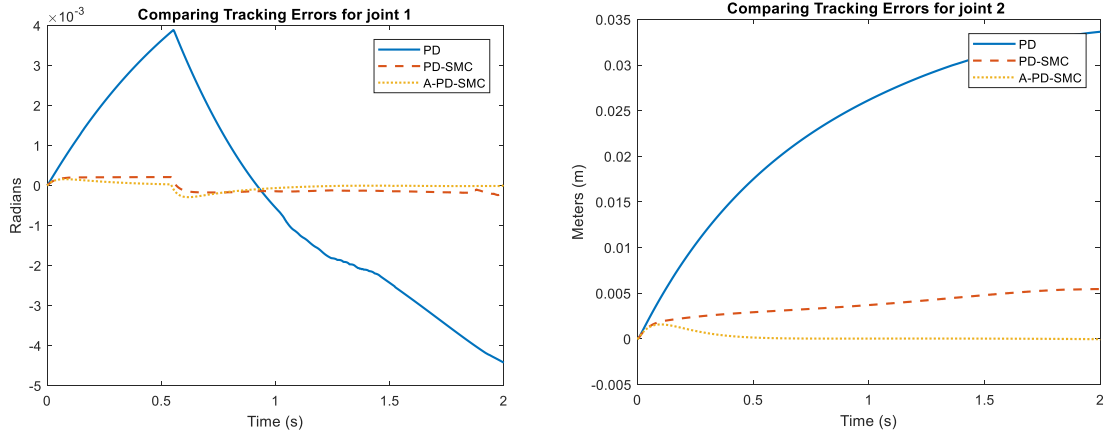 Comparing Tracking Errors for joint 1
×10⁻³
4
3
2
1
0
-1
-2
-3
-4
-5
Radians
0
0.5
1
1.5
2
Time (s)
PD
PD-SMC
A-PD-SMC
Comparing Tracking Errors for joint 2
0.035
0.03
0.025
0.02
0.015
0.01
0.005
0
-0.005
Meters (m)
0
0.5
1
1.5
2
Time (s)
PD
PD-SMC
A-PD-SMC